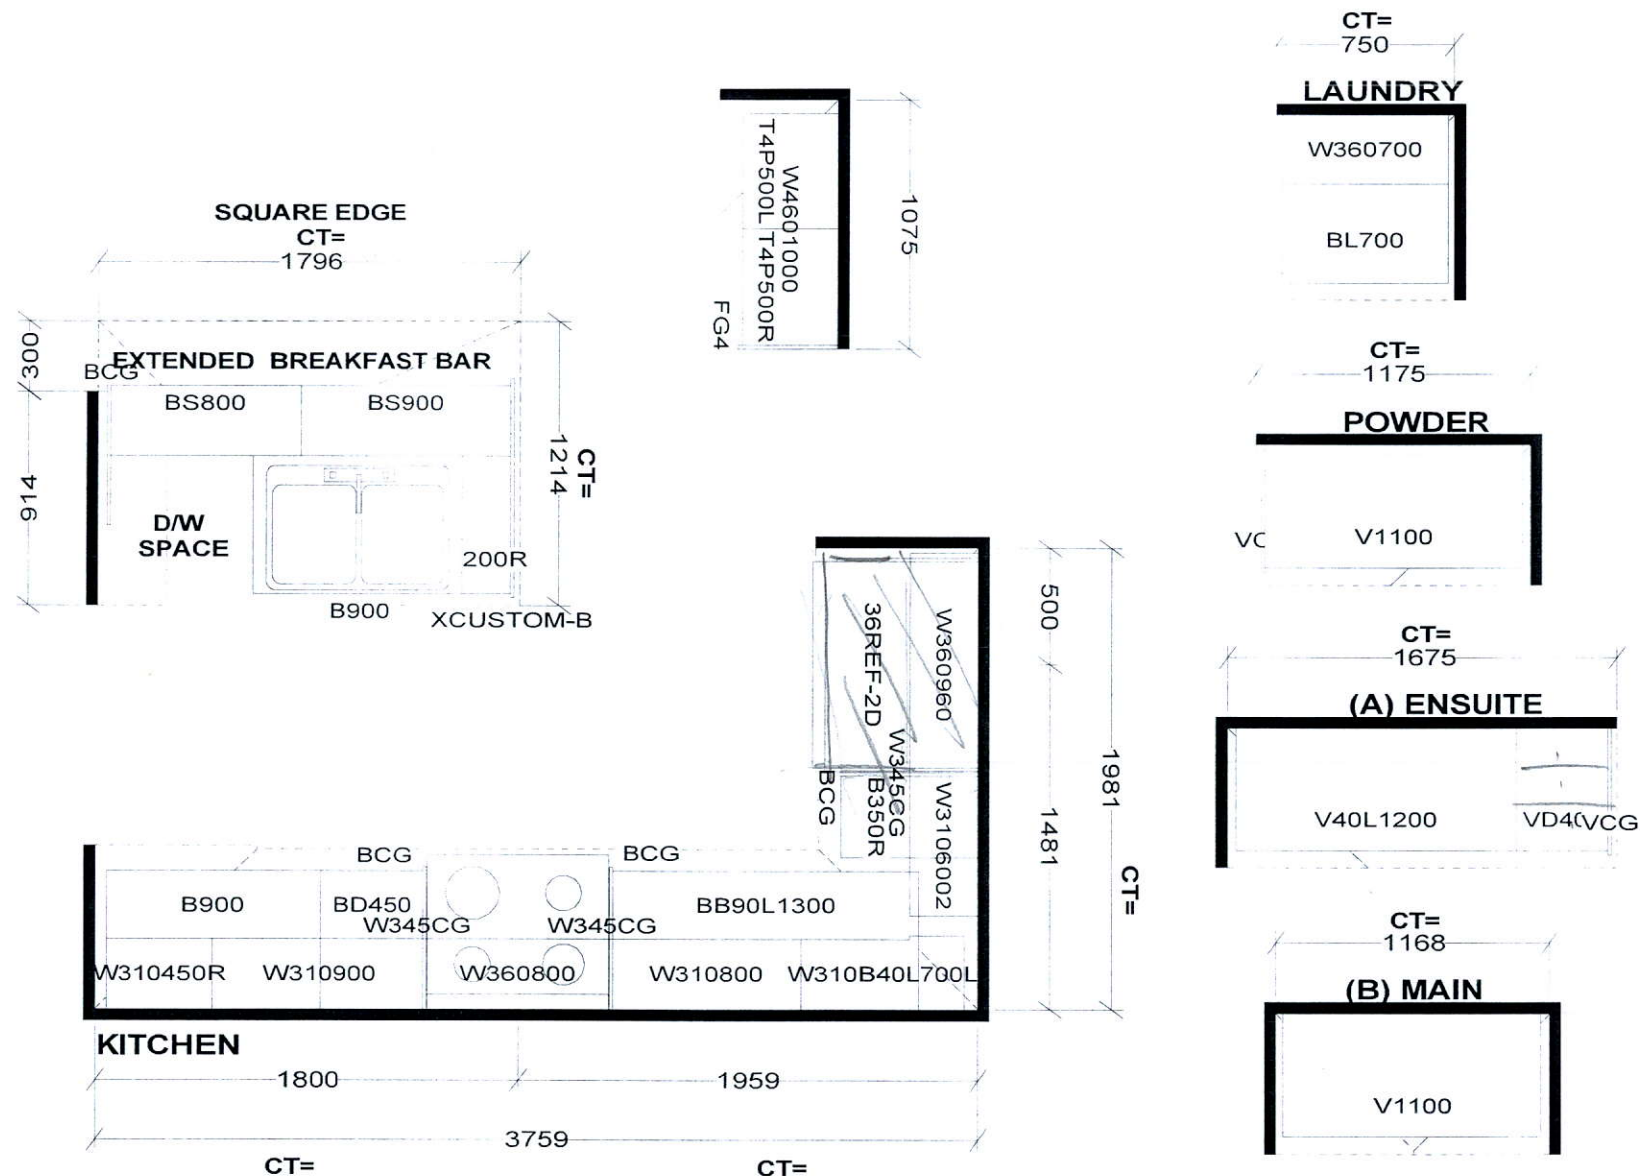 CT=
750
LAUNDRY
W360700
BL700
T4P500L T4P500R
W4601000
FG4
1075
SQUARE EDGE
CT=
1796
300
914
EXTENDED BREAKFAST BAR
BCG
BS800
BS900
D/W
SPACE
200R
B900
XCUSTOM-B
1214
CT=
CT=
1175
POWDER
V1100
CT=
1675
(A) ENSUITE
V40L1200
VD4
VCG
CT=
1168
(B) MAIN
V1100
36REF-2D
W360960
500
1981
1481
CT=
BCG
W345CG
B350R
W3106002
BCG
BCG
B900
BD450
W345CG
W345CG
BB90L1300
W310450R
W310900
W360800
W310800
W310B40L700L
KITCHEN
1800
1959
3759
CT=
CT=